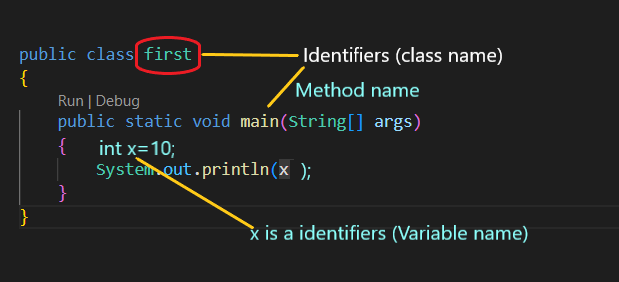 public class first Identifiers (class name)
{ Method name
Run | Debug
public static void main(String[] args)
{ int x=10;
System.out.println(x );
}
}
x is a identifiers (Variable name)